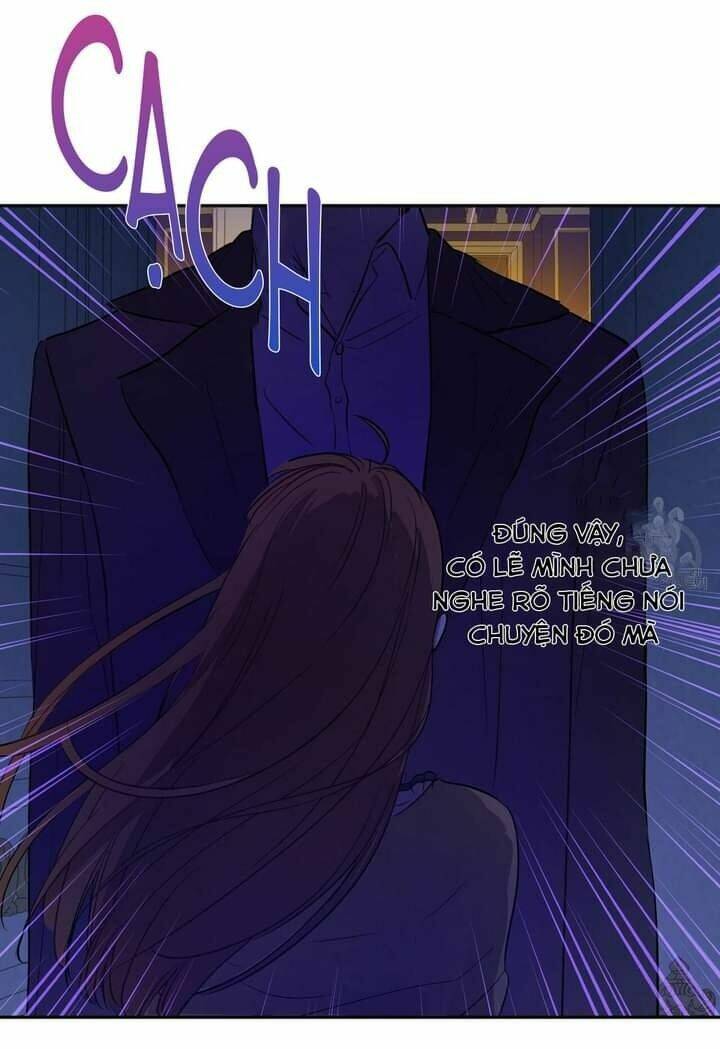 CẠCH
ĐÚNG VẬY,
CÓ LẼ MÌNH CHƯA
NGHE RÕ TIẾNG NÓI
CHUYỆN ĐÓ MÀ